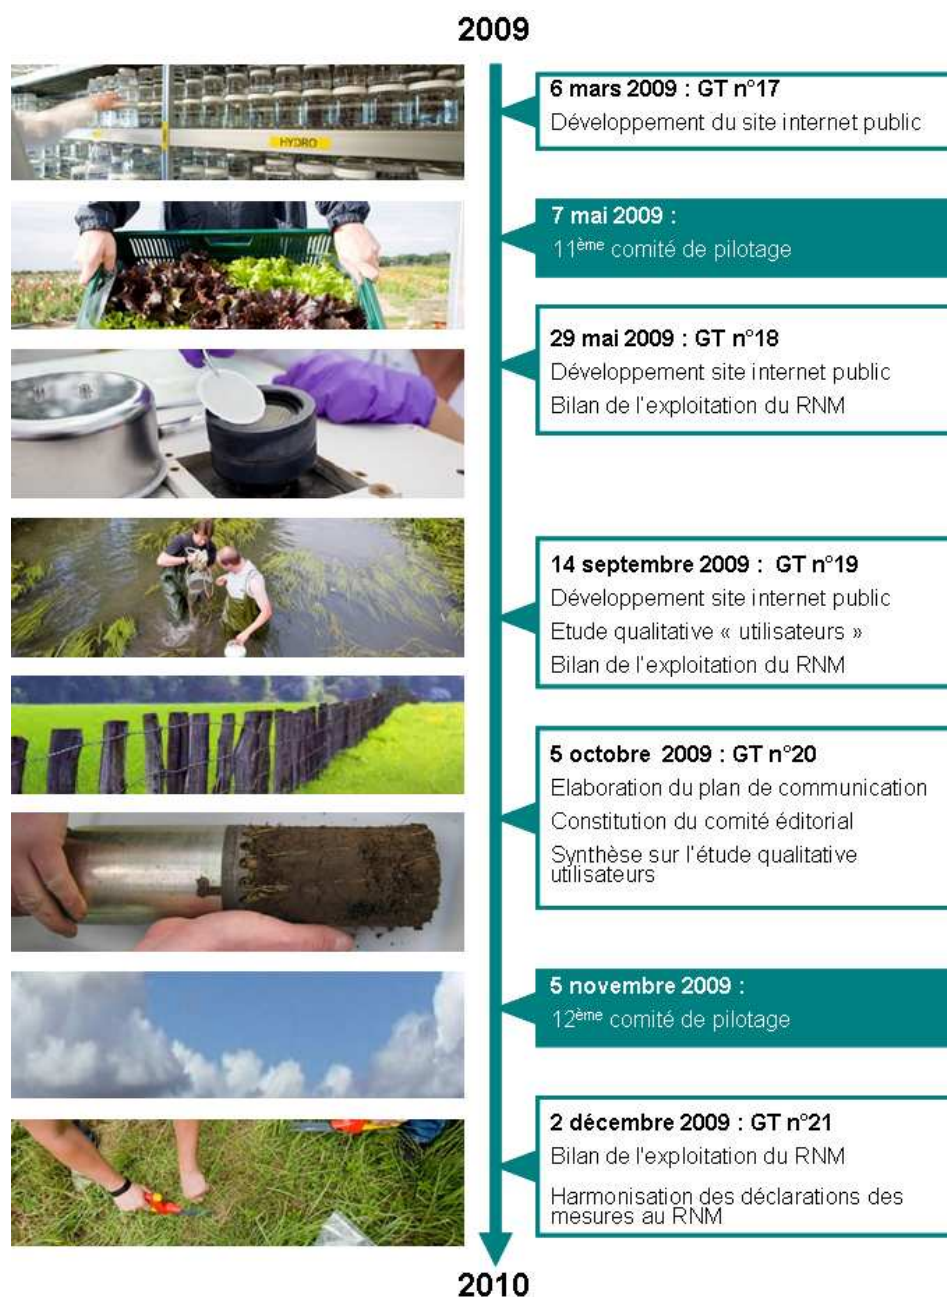 2009
HYDRO
6 mars 2009 : GT n°17
Développement du site internet public
7 mai 2009 :
11ème comité de pilotage
29 mai 2009 : GT n°18
Développement site internet public
Bilan de l'exploitation du RNM
14 septembre 2009 : GT n°19
Développement site internet public
Etude qualitative « utilisateurs »
Bilan de l'exploitation du RNM
5 octobre 2009 : GT n°20
Elaboration du plan de communication
Constitution du comité éditorial
Synthèse sur l'étude qualitative
utilisateurs
5 novembre 2009 :
12ème comité de pilotage
2 décembre 2009 : GT n°21
Bilan de l'exploitation du RNM
Harmonisation des déclarations des
mesures au RNM
2010